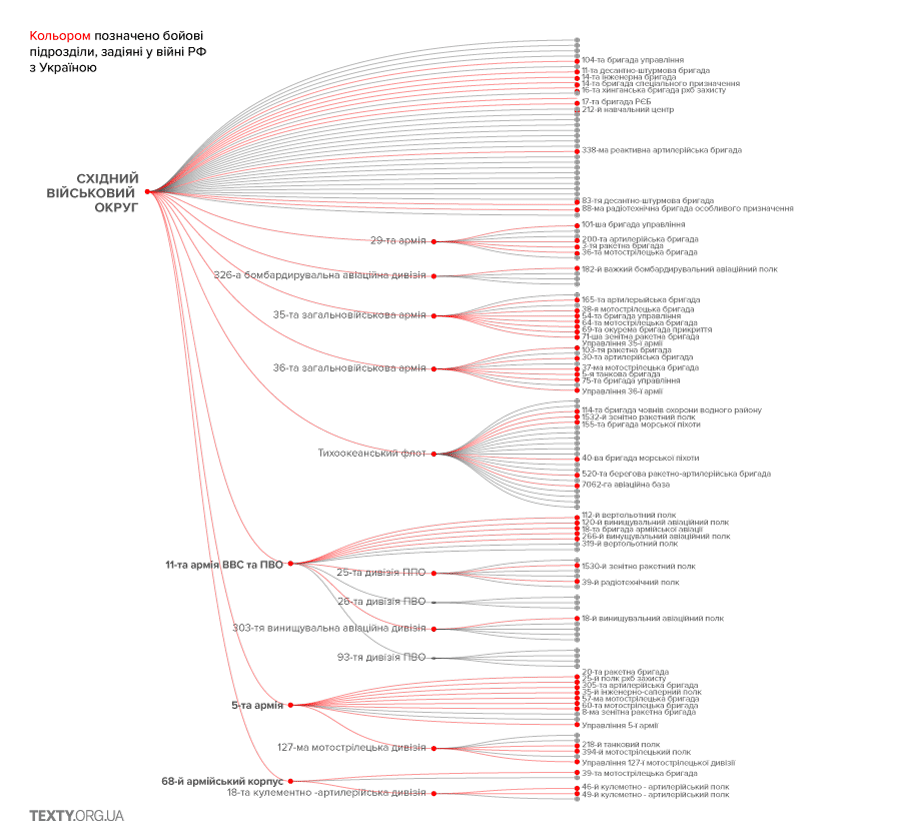 Кольором позначено бойові
підрозділи, задіяні у війні РФ
з Україною
104-та бригада управління
11-та десантно-штурмова бригада
14-та інженерна бригада
14-та бригада спеціального призначення
16-та хинганська бригада рхб захисту
17-та бригада РЕБ
212-й навчальний центр
338-ма реактивна артилерійська бригада
СХІДНИЙ
ВІЙСЬКОВИЙ
ОКРУГ
83-тя десантно-штурмова бригада
88-ма радіотехнічна бригада особливого призначення
101-ша бригада управління
29-та армія
200-та артилерійська бригада
3-тя ракетна бригада
36-та мотострілецька бригада
182-й важкий бомбардирувальний авіаційний полк
326-а бомбардирувальна авіаційна дивізія
165-та артилерыйська бригада
38-я мотострілецька бригада
35-та загальновійськова армія
54-та бригада управління
64-та мотострілецька бригада
69-та окурема бригада прикриття
71-ша зенітна ракетна бригада
Управління 35-ї армії
103-тя ракетна бригада
30-та артилерійська бригада
36-та загальновійськова армія
37-ма мотострілецька бригада
5-я танкова бригада
75-та бригада управління
Управління 36-ї армії
114-та бригада човнів охорони водного району
1532-й зенітно ракетний полк
155-та бригада морської піхоти
Тихоокеанський флот
40-ва бригада морської піхоти
520-та берегова ракетно-артилерійська бригада
7062-га авіаційна база
112-й вертольотний полк
120-й винищувальний авіаційний полк
18-та бригада армійської авіації
266-й винущувальний авіаційний полк
319-й вертольотний полк
11-та армія ВВС та ПВО
1530-й зенітно ракетний полк
25-та дивізія ППО
39-й радіотехнічний полк
26-та дивізія ПВО
18-й винищувальний авіаційний полк
303-тя винищувальна авіаційна дивізія
93-тя дивізія ПВО
20-та ракетна бригада
25-й полк рхб захисту
305-та артилерійська бригада
35-й інженерно-саперний полк
57-ма мотострілецька бригада
5-та армія
60-та мотострілецька бригада
8-ма зенітна ракетна бригада
Управління 5-ї армії
218-й танковий полк
127-ма мотострілецька дивізія
394-й мотострілецький полк
Управління 127-ї мотострілецької дивізії
39-та мотострілецька бригада
68-й армійський корпус
46-й кулеметно - артилерійський полк
18-та кулеметно -артилерійська дивізія
49-й кулеметно - артилерійський полк
TEXTY.ORG.UA